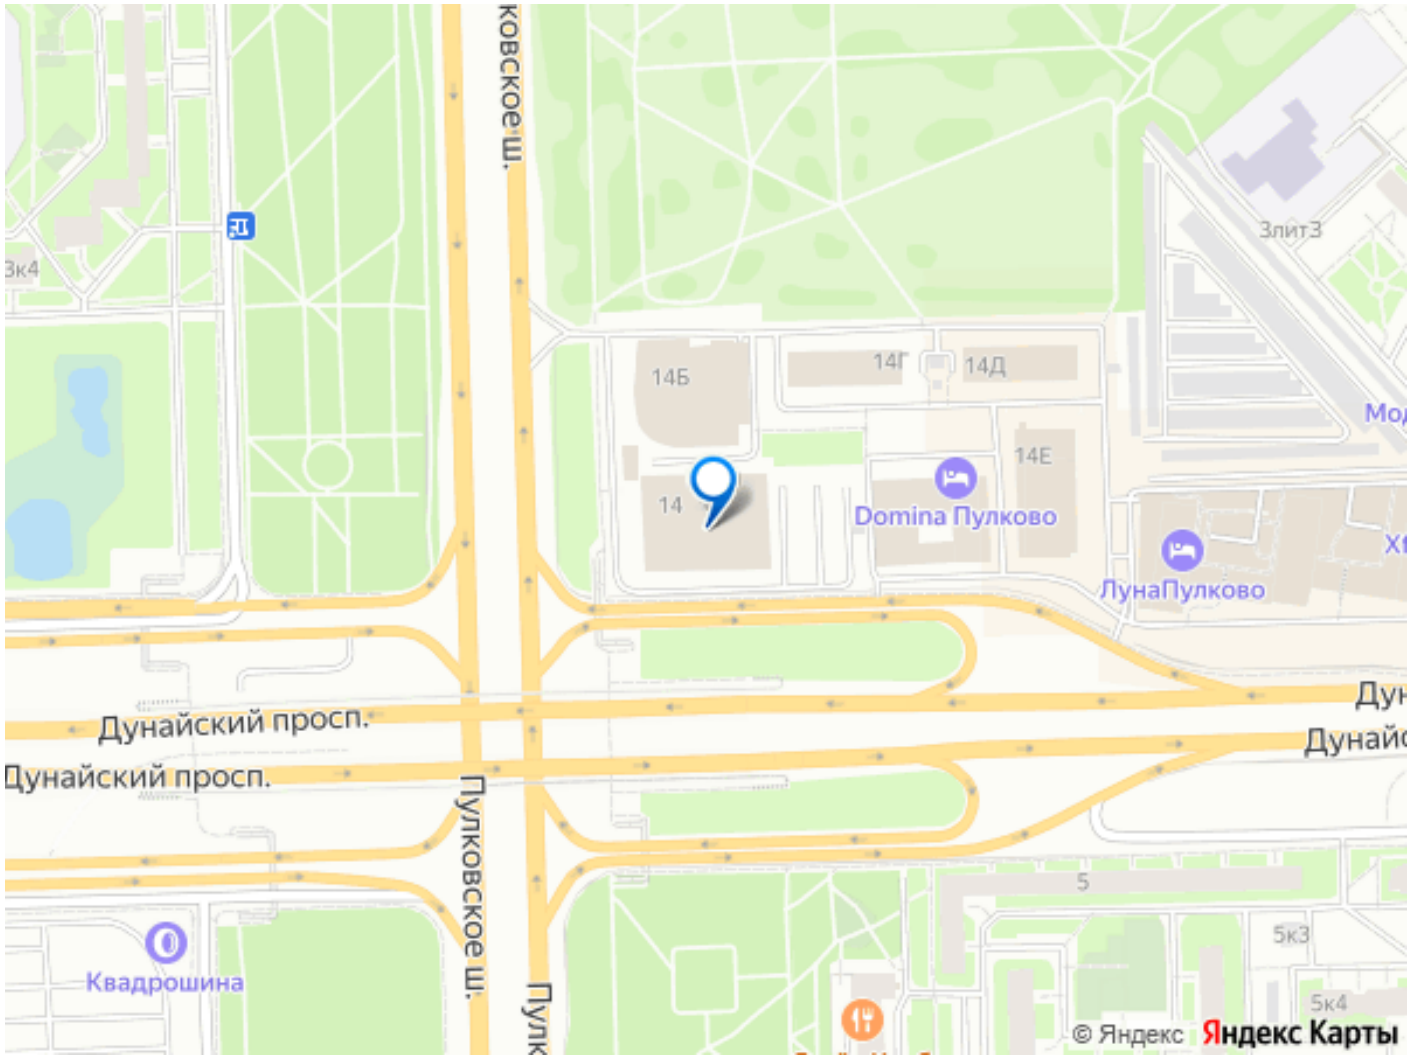 ковское ш.
3лит3
3к4
14Б
14Г
14Д
14Е
14
Domina Пулково
ЛунаПулково
Дунайский просп.
Дунайский просп.
Пулковское ш.
5
5к3
5к4
Квадрошина
© Яндекс Яндекс Карты